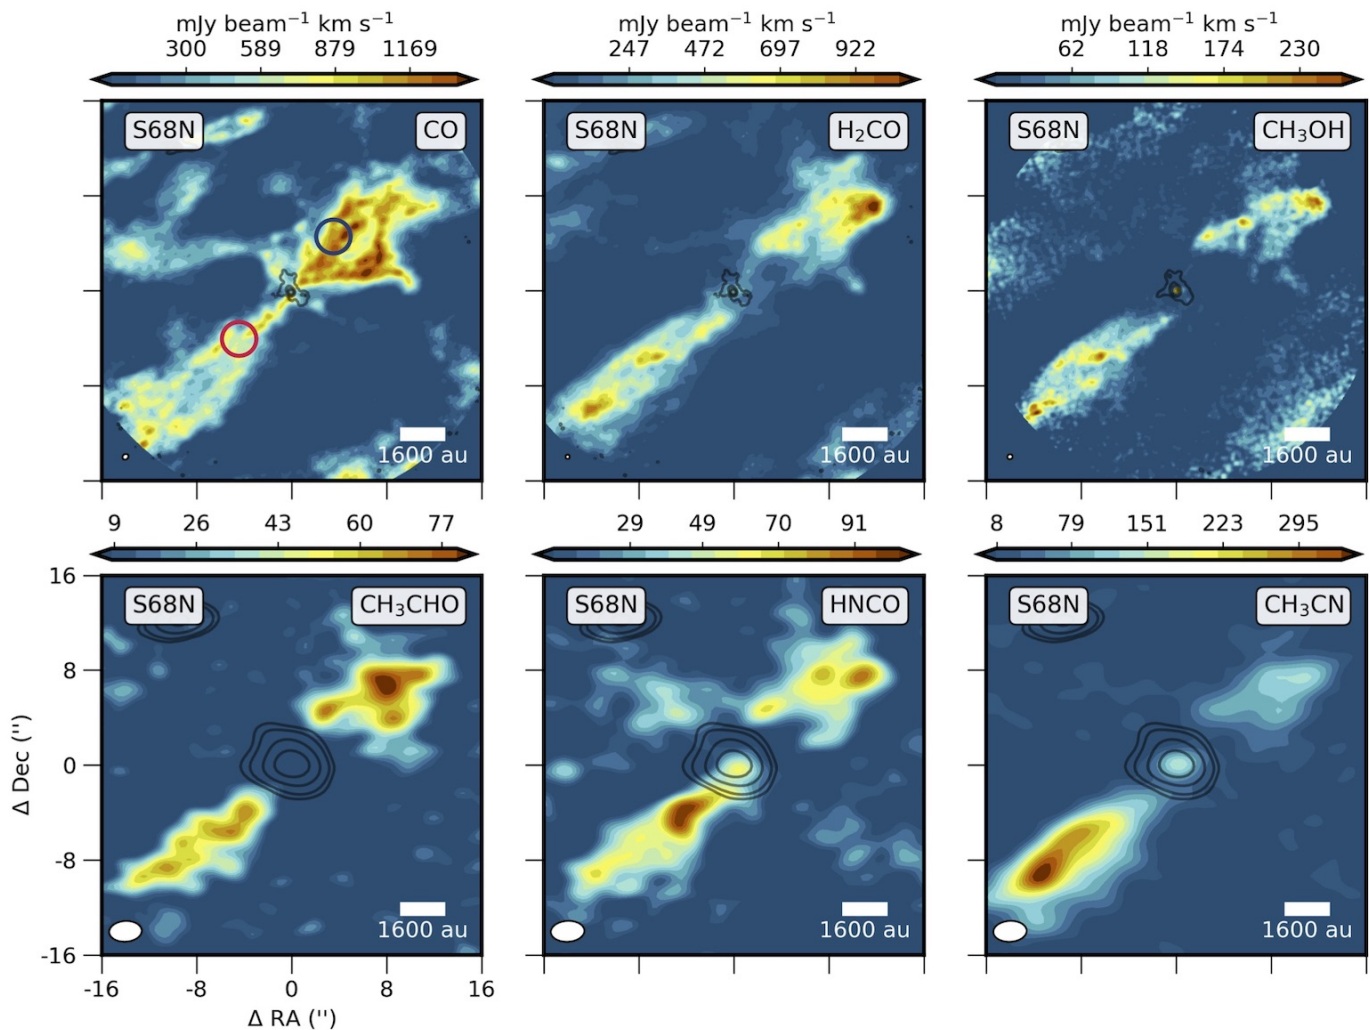 mJy beam⁻¹ km s⁻¹ mJy beam⁻¹ km s⁻¹ mJy beam⁻¹ km s⁻¹
300 589 879 1169 247 472 697 922 62 118 174 230
S68N CO S68N H₂CO S68N CH₃OH
1600 au 1600 au 1600 au
9 26 43 60 77 29 49 70 91 8 79 151 223 295
16
S68N CH₃CHO S68N HNCO S68N CH₃CN
8
0
Δ Dec ('')
-8
1600 au 1600 au 1600 au
-16
-16 -8 0 8 16
Δ RA ('')